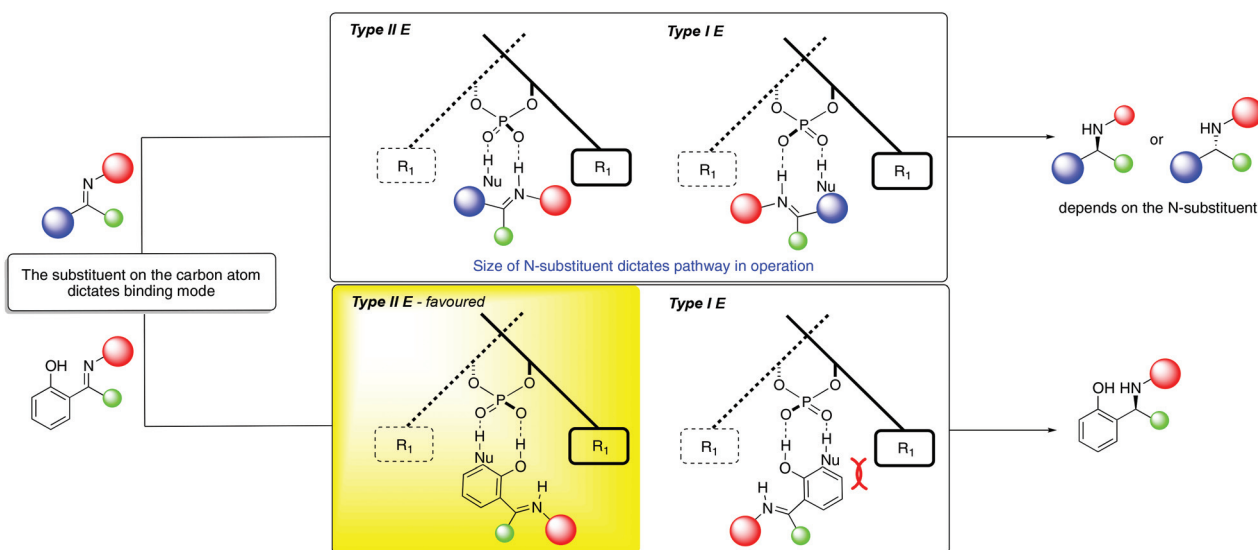 Type II E
Type I E
O
O
P
O
O
H
H
Nu
N
R1
R1
O
O
P
O
O
H
H
Nu
N
R1
R1
Size of N-substituent dictates pathway in operation
N
The substituent on the carbon atom
dictates binding mode
OH
N
HN
or
HN
depends on the N-substituent
Type II E - favoured
Type I E
O
O
P
O
O
H
H
Nu
O
H
N
R1
R1
O
O
P
O
O
H
H
O
Nu
H
N
R1
R1
OH
HN